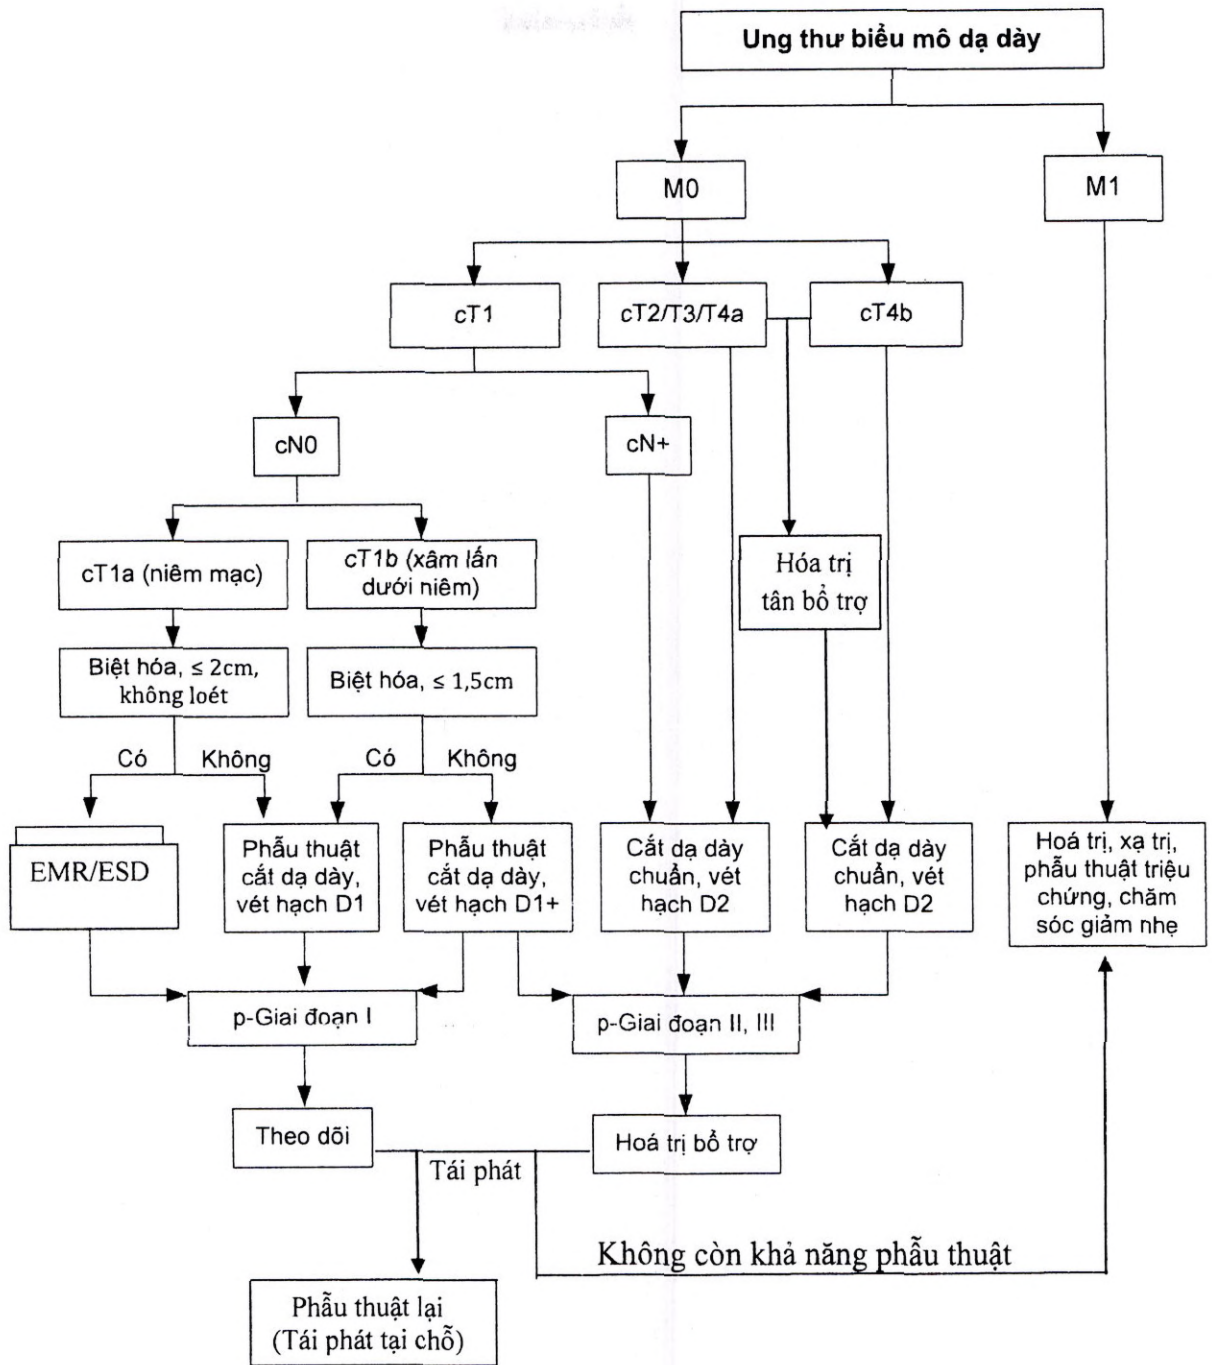 Ung thư biểu mô dạ dày
M0
M1
cT1
cT2/T3/T4a
cT4b
cN0
cN+
cT1a (niêm mạc)
cT1b (xâm lấn
dưới niêm)
Hóa trị
tân bổ trợ
Biệt hóa, ≤ 2cm,
không loét
Biệt hóa, ≤ 1,5cm
Có
Không
Có
Không
EMR/ESD
Phẫu thuật
cắt dạ dày,
vét hạch D1
Phẫu thuật
cắt dạ dày,
vét hạch D1+
Cắt dạ dày
chuẩn, vét
hạch D2
Cắt dạ dày
chuẩn, vét
hạch D2
Hoá trị, xạ trị,
phẫu thuật triệu
chứng, chăm
sóc giảm nhẹ
p-Giai đoạn I
p-Giai đoạn II, III
Theo dõi
Hoá trị bổ trợ
Tái phát
Không còn khả năng phẫu thuật
Phẫu thuật lại
(Tái phát tại chỗ)